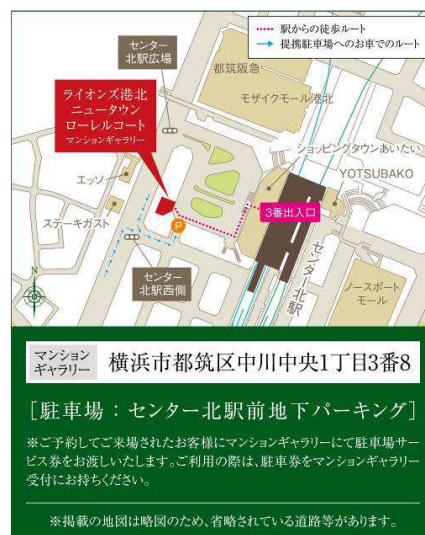 駅からの徒歩ルート
提携駐車場へのお車でのルート
センター
北駅広場
都筑阪急
モザイクモール港北
ライオンズ港北
ニュータウン
ローレルコート
マンションギャラリー
ショッピングタウンあいたい
YOTSUBAKO
エッソ
ステーキガスト
P
3番出入口
センター北駅
センター
北駅西側
ノースポート
モール
N
マンション
ギャラリー
横浜市都筑区中川中央1丁目3番8
［駐車場：センター北駅前地下パーキング］
※ご予約してご来場されたお客様にマンションギャラリーにて駐車場サー
ビス券をお渡しいたします。ご利用の際は、駐車券をマンションギャラリー
受付にお持ちください。
※掲載の地図は略図のため、省略されている道路等があります。